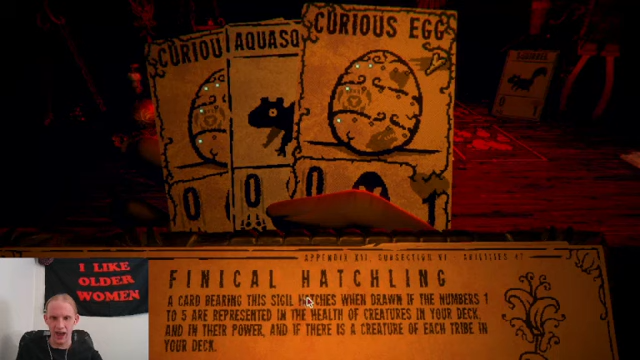 CURIOU
AQUASQ
CURIOUS EGG
SQUIRREL
0
0
0
1
0
FINICAL HATCHLING
A CARD BEARING THIS SIGIL HATCHES WHEN DRAWN IF THE NUMBERS 1
TO 5 ARE REPRESENTED IN THE HEALTH OF CREATURES IN YOUR DECK,
AND IN THEIR POWER, AND IF THERE IS A CREATURE OF EACH TRIBE IN
YOUR DECK.
I LIKE
OLDER
WOMEN